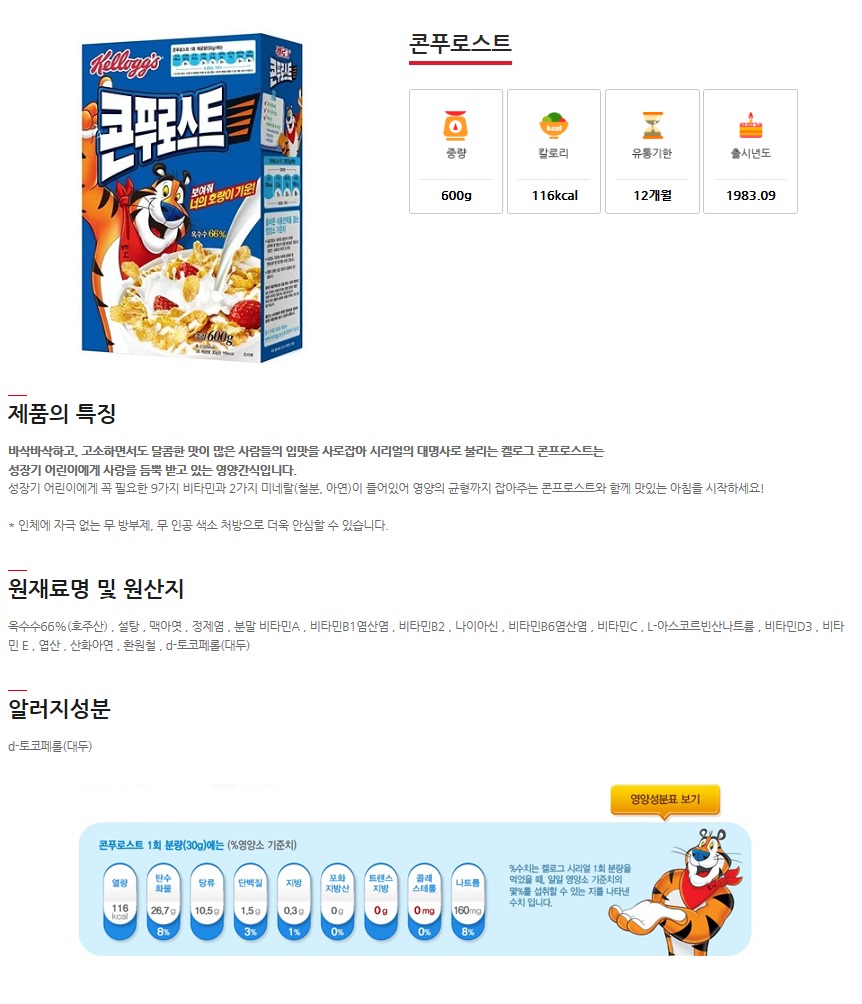 콘푸로스트
Kellogg's
콘푸로스트
콘푸로스트
보여줘
너의 호랑이 기운!
옥수수 66%
600g
중량
칼로리
유통기한
출시년도
kcal
600g
116kcal
12개월
1983.09
제품의 특징
바삭바삭하고, 고소하면서도 달콤한 맛이 많은 사람들의 입맛을 사로잡아 시리얼의 대명사로 불리는 켈로그 콘프로스트는
성장기 어린이에게 사랑을 듬뿍 받고 있는 영양간식입니다.
성장기 어린이에게 꼭 필요한 9가지 비타민과 2가지 미네랄(철분, 아연)이 들어있어 영양의 균형까지 잡아주는 콘프로스트와 함께 맛있는 아침을 시작하세요!
* 인체에 자극 없는 무 방부제, 무 인공 색소 처방으로 더욱 안심할 수 있습니다.
원재료명 및 원산지
옥수수66%(호주산) , 설탕 , 맥아엿 , 정제염 , 분말 비타민A , 비타민B1염산염 , 비타민B2 , 나이아신 , 비타민B6염산염 , 비타민C , L-아스코르빈산나트륨 , 비타민D3 , 비타
민 E , 엽산 , 산화아연 , 환원철 , d-토코페롤(대두)
알러지성분
d-토코페롤(대두)
영양성분표 보기
콘푸로스트 1회 분량(30g)에는 (%영양소 기준치)
열량
116
kcal
탄수
화물
26,7g
8%
당류
10,5g
단백질
1,5g
3%
지방
0,3g
1%
포화
지방산
0g
0%
트랜스
지방
0g
콜레
스테롤
0mg
0%
나트륨
160mg
8%
%수치는 켈로그 시리얼 1회 분량을
먹었을 때, 일일 영양소 기준치의
몇%를 섭취할 수 있는 지를 나타낸
수치 입니다.